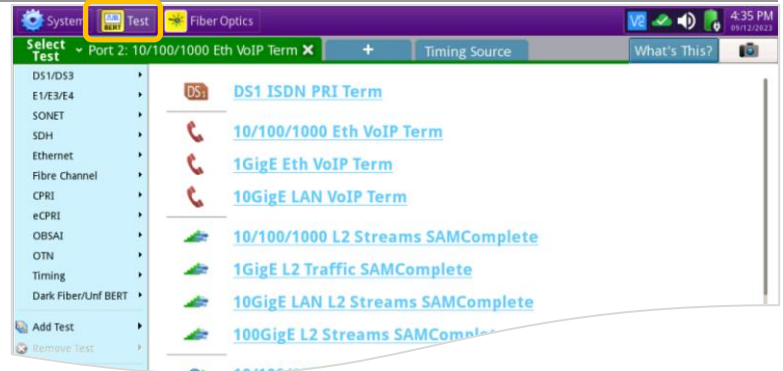 System
BERT
Test
Fiber Optics
V2
4:35 PM
09/12/2023
Select Test
Port 2: 10/100/1000 Eth VoIP Term
+
Timing Source
What's This?
DS1/DS3
E1/E3/E4
SONET
SDH
Ethernet
Fibre Channel
CPRI
eCPRI
OBSAI
OTN
Timing
Dark Fiber/Unf BERT
Add Test
Remove Test
DS1 DS1 ISDN PRI Term
10/100/1000 Eth VoIP Term
1GigE Eth VoIP Term
10GigE LAN VoIP Term
10/100/1000 L2 Streams SAMComplete
1GigE L2 Traffic SAMComplete
10GigE LAN L2 Streams SAMComplete
100GigE L2 Streams